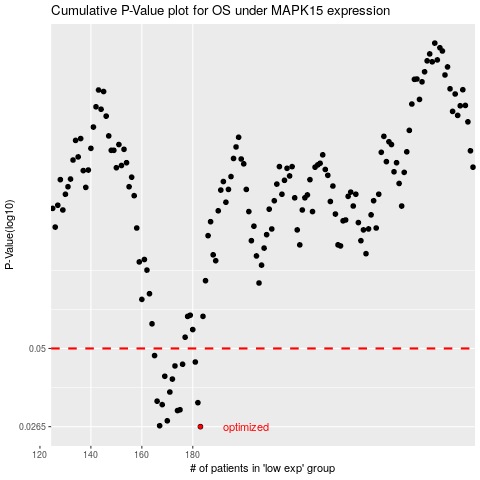 Cumulative P-Value plot for OS under MAPK15 expression
P-Value(log10)
0.05
0.0265
optimized
120 140 160 180
# of patients in 'low exp' group